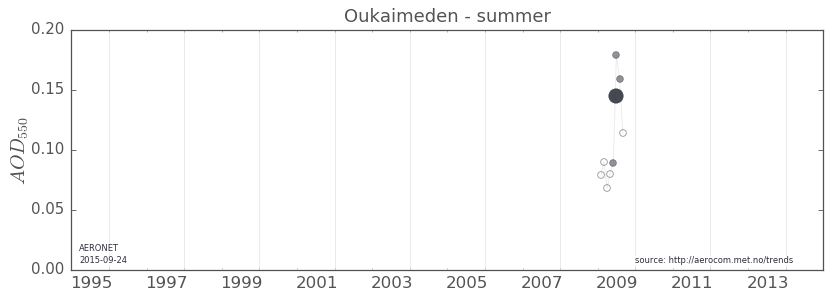 Oukaimeden - summer
0.20
0.15
0.10
0.05
0.00
AOD550
AERONET
2015-09-24
source: http://aerocom.met.no/trends
1995 1997 1999 2001 2003 2005 2007 2009 2011 2013